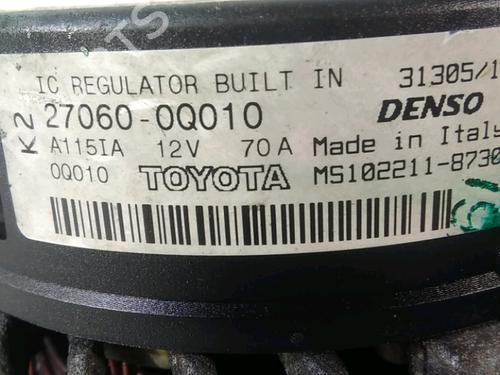 IC REGULATOR BUILT IN 31305/1
K2
27060-0Q010 DENSO
A115IA 12V 70A Made in Italy
0Q010 TOYOTA MS102211-8730